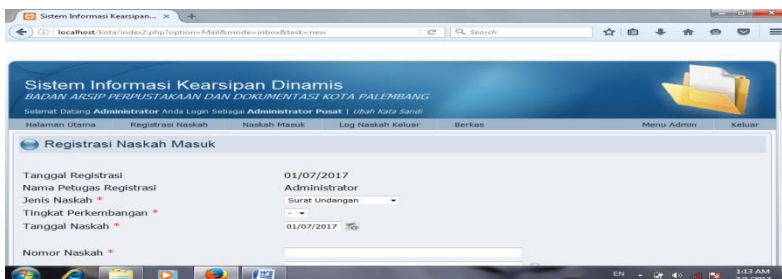 Sistem Informasi Kearsipan... × +
localhost/kota/index2.php?option=Mail&mode=inbox&task=new Search
Sistem Informasi Kearsipan Dinamis
BADAN ARSIP PERPUSTAKAAN DAN DOKUMENTASI KOTA PALEMBANG
Selamat Datang Administrator Anda Login Sebagai Administrator Pusat | Ubah Kata Sandi
Halaman Utama Registrasi Naskah Naskah Masuk Log Naskah Keluar Berkas Menu Admin Keluar
Registrasi Naskah Masuk
Tanggal Registrasi 01/07/2017
Nama Petugas Registrasi Administrator
Jenis Naskah * Surat Undangan
Tingkat Perkembangan * -
Tanggal Naskah * 01/07/2017
Nomor Naskah *
EN 1:13 AM
7/1/2017